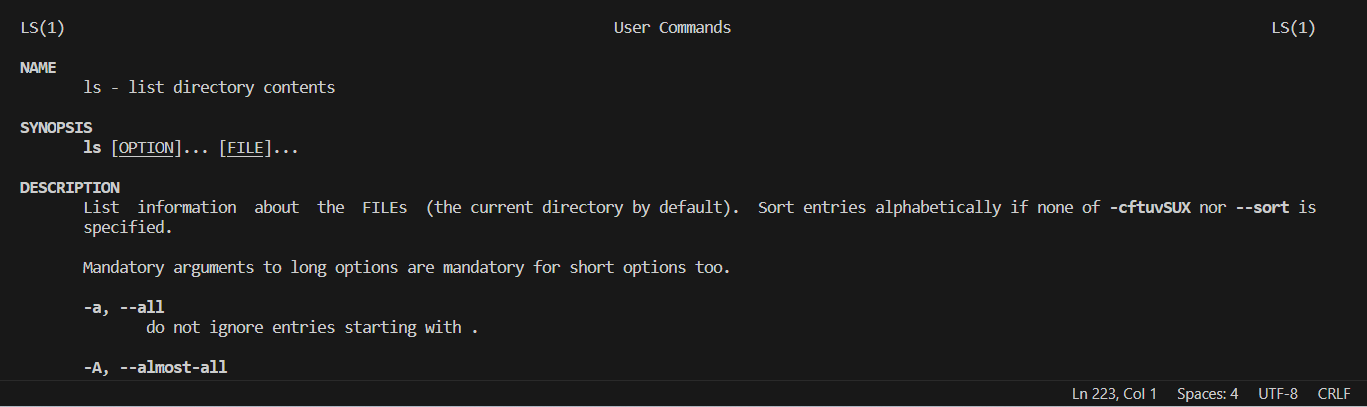 LS(1) User Commands LS(1)
NAME
ls - list directory contents
SYNOPSIS
ls [OPTION]... [FILE]...
DESCRIPTION
List information about the FILEs (the current directory by default). Sort entries alphabetically if none of -cftuvSUX nor --sort is
specified.
Mandatory arguments to long options are mandatory for short options too.
-a, --all
do not ignore entries starting with .
-A, --almost-all
Ln 223, Col 1 Spaces: 4 UTF-8 CRLF